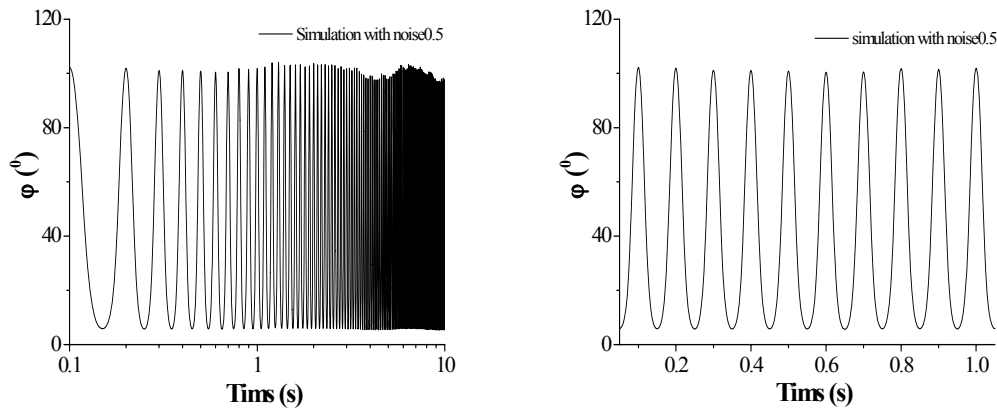 120
Simulation with noise0.5
80
φ (⁰)
40
0
0.1
1
10
Tims (s)
120
simulation with noise0.5
80
φ (⁰)
40
0
0.2
0.4
0.6
0.8
1.0
Tims (s)